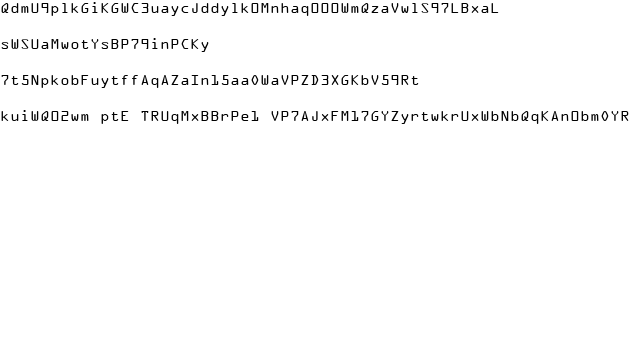 QdmU9plkGiKGWC3uaycJddylkOMnhaqOOOWmQzaVwlS97LBxaL
sWSUaMwotYsBP79inPCKy
7t5NpkobFuytffAqAZaIn15aa0WaVPZD3XGKbV59Rt
kuiWQO2wm ptE TRUqMxBBrPe1 VP7AJxFM17GYZyrtwkrUxWbNbQqKAnObm0YR